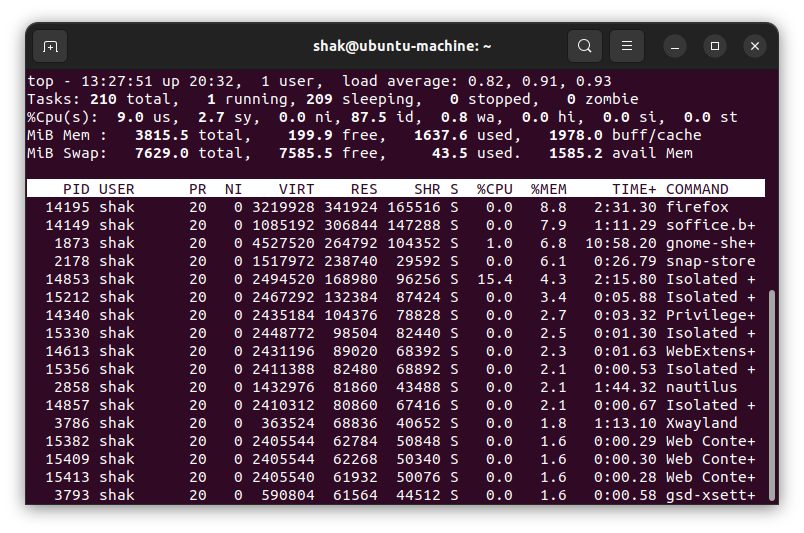 shak@ubuntu-machine: ~
top - 13:27:51 up 20:32,  1 user,  load average: 0.82, 0.91, 0.93
Tasks: 210 total,   1 running, 209 sleeping,   0 stopped,   0 zombie
%Cpu(s):  9.0 us,  2.7 sy,  0.0 ni, 87.5 id,  0.8 wa,  0.0 hi,  0.0 si,  0.0 st
MiB Mem :   3815.5 total,    199.9 free,   1637.6 used,   1978.0 buff/cache
MiB Swap:   7629.0 total,   7585.5 free,     43.5 used.   1585.2 avail Mem
    PID USER      PR  NI    VIRT    RES    SHR S  %CPU  %MEM     TIME+ COMMAND
  14195 shak      20   0 3219928 341924 165516 S   0.0   8.8   2:31.30 firefox
  14149 shak      20   0 1085192 306844 147288 S   0.0   7.9   1:11.29 soffice.b+
   1873 shak      20   0 4527520 264792 104352 S   1.0   6.8  10:58.20 gnome-she+
   2178 shak      20   0 1517972 238740  29592 S   0.0   6.1   0:26.79 snap-store
  14853 shak      20   0 2494520 168980  96256 S  15.4   4.3   2:15.80 Isolated +
  15212 shak      20   0 2467292 132384  87424 S   0.0   3.4   0:05.88 Isolated +
  14340 shak      20   0 2435184 104376  78828 S   0.0   2.7   0:03.32 Privilege+
  15330 shak      20   0 2448772  98504  82440 S   0.0   2.5   0:01.30 Isolated +
  14613 shak      20   0 2431196  89020  68392 S   0.0   2.3   0:01.63 WebExtens+
  15356 shak      20   0 2411388  82480  68892 S   0.0   2.1   0:00.53 Isolated +
   2858 shak      20   0 1432976  81860  43488 S   0.0   2.1   1:44.32 nautilus
  14857 shak      20   0 2410312  80860  67416 S   0.0   2.1   0:00.67 Isolated +
   3786 shak      20   0  363524  68836  40652 S   0.0   1.8   1:13.10 Xwayland
  15382 shak      20   0 2405544  62784  50848 S   0.0   1.6   0:00.29 Web Conte+
  15409 shak      20   0 2405544  62268  50340 S   0.0   1.6   0:00.30 Web Conte+
  15413 shak      20   0 2405540  61932  50076 S   0.0   1.6   0:00.28 Web Conte+
   3793 shak      20   0  590804  61564  44512 S   0.0   1.6   0:00.58 gsd-xsett+